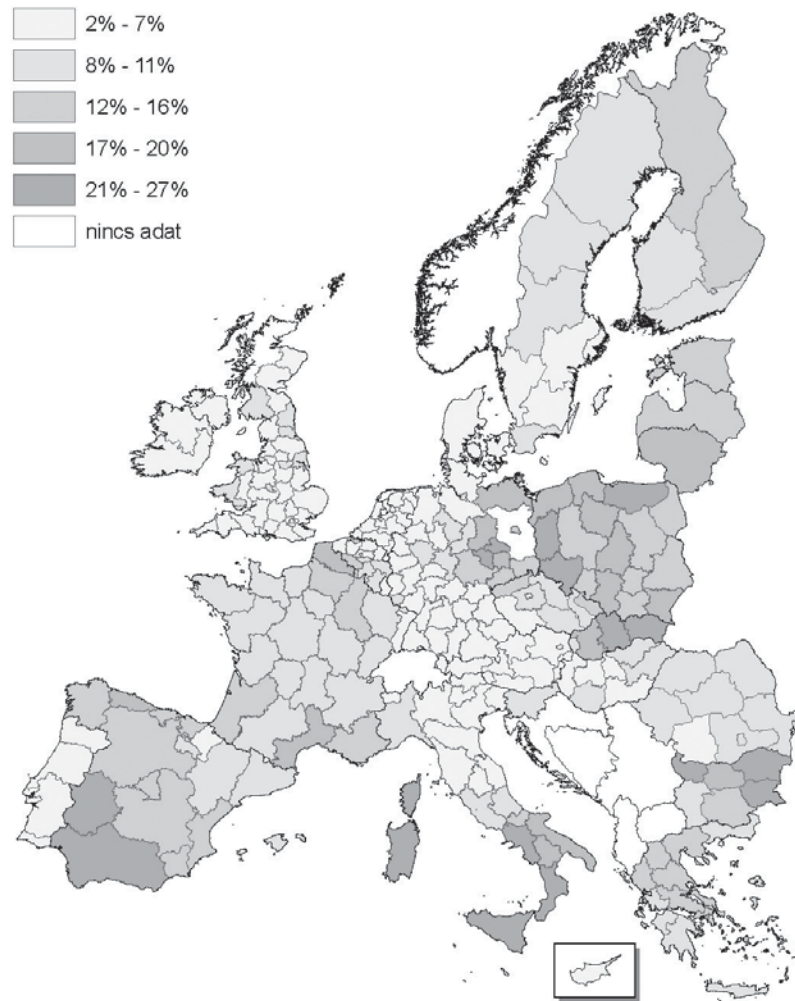 2% - 7%
8% - 11%
12% - 16%
17% - 20%
21% - 27%
nincs adat